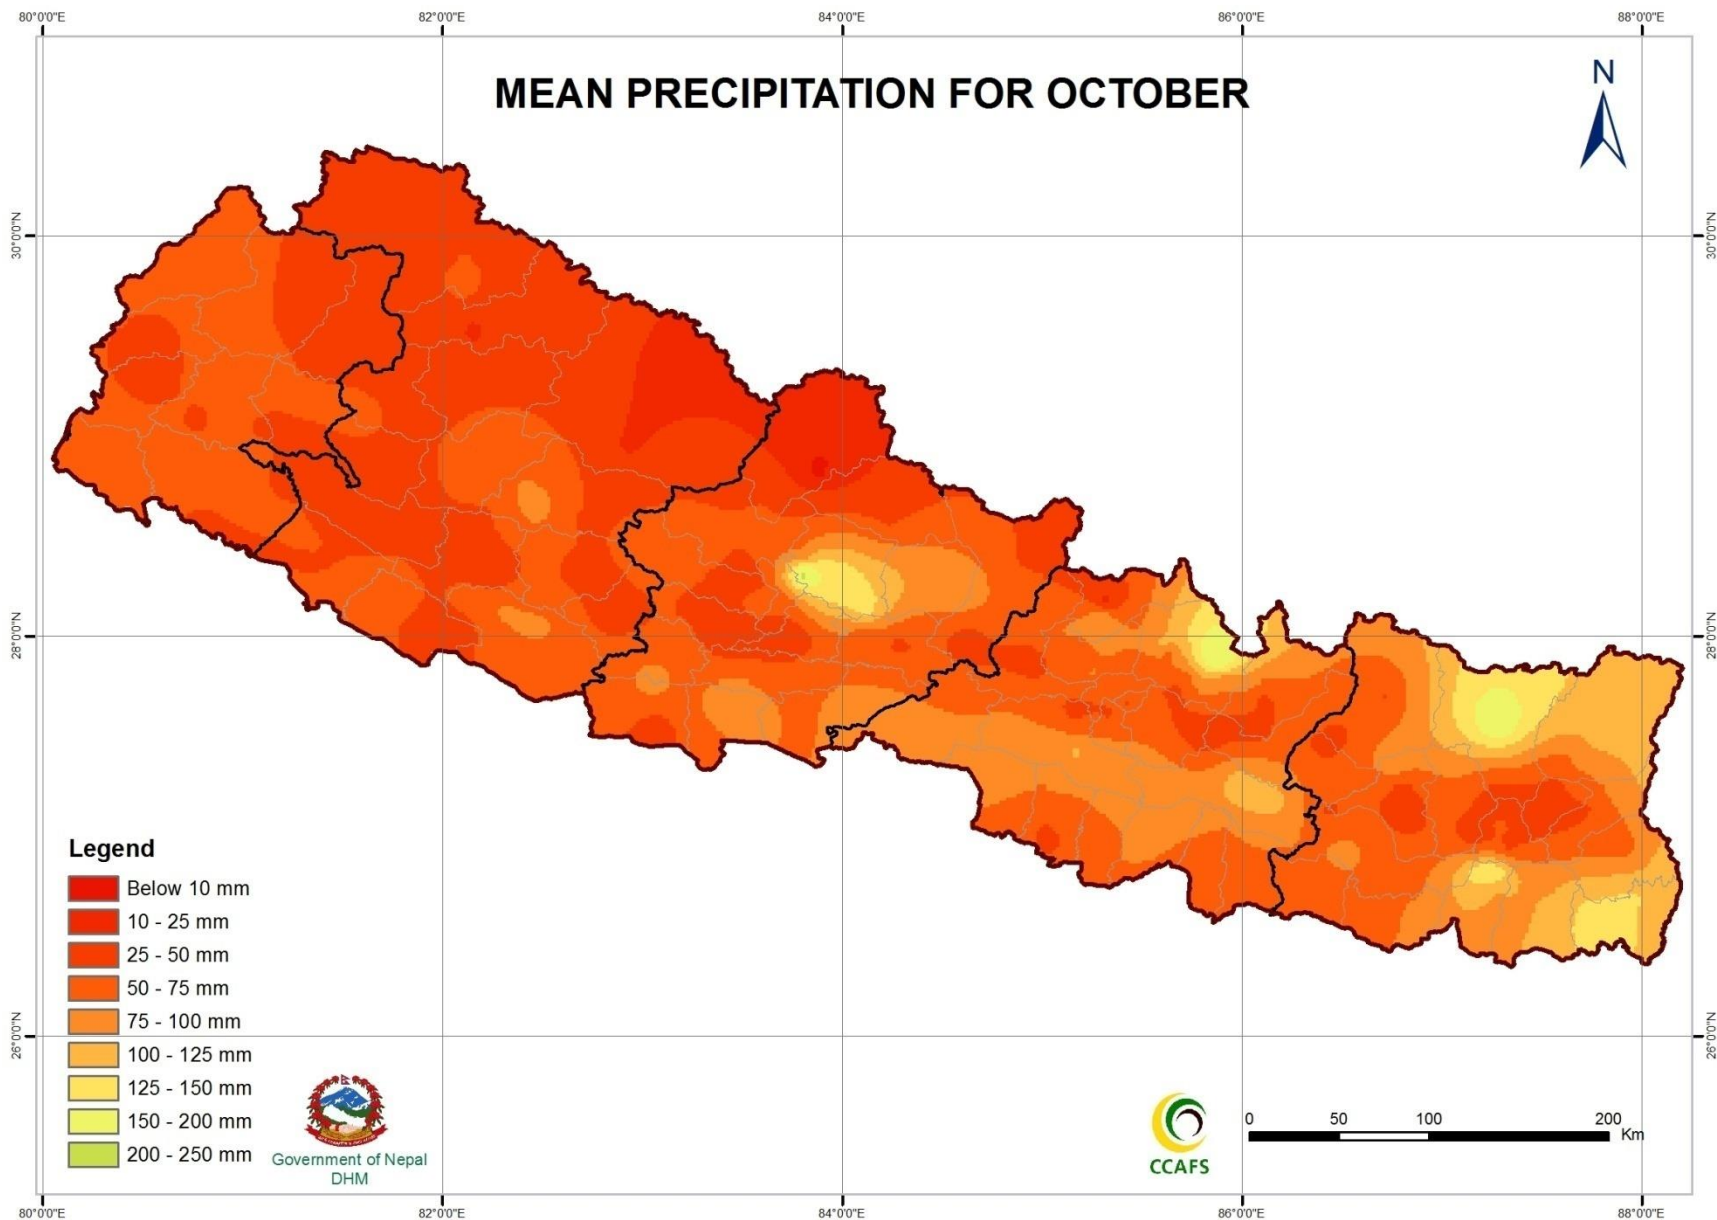 80°0'0"E 82°0'0"E 84°0'0"E 86°0'0"E 88°0'0"E
MEAN PRECIPITATION FOR OCTOBER
N
30°0'0"N 30°0'0"N
28°0'0"N 28°0'0"N
Legend
Below 10 mm
10 - 25 mm
25 - 50 mm
50 - 75 mm
75 - 100 mm
100 - 125 mm
125 - 150 mm
150 - 200 mm
200 - 250 mm
26°0'0"N 26°0'0"N
Government of Nepal
DHM
CCAFS
0 50 100 200
Km
80°0'0"E 82°0'0"E 84°0'0"E 86°0'0"E 88°0'0"E